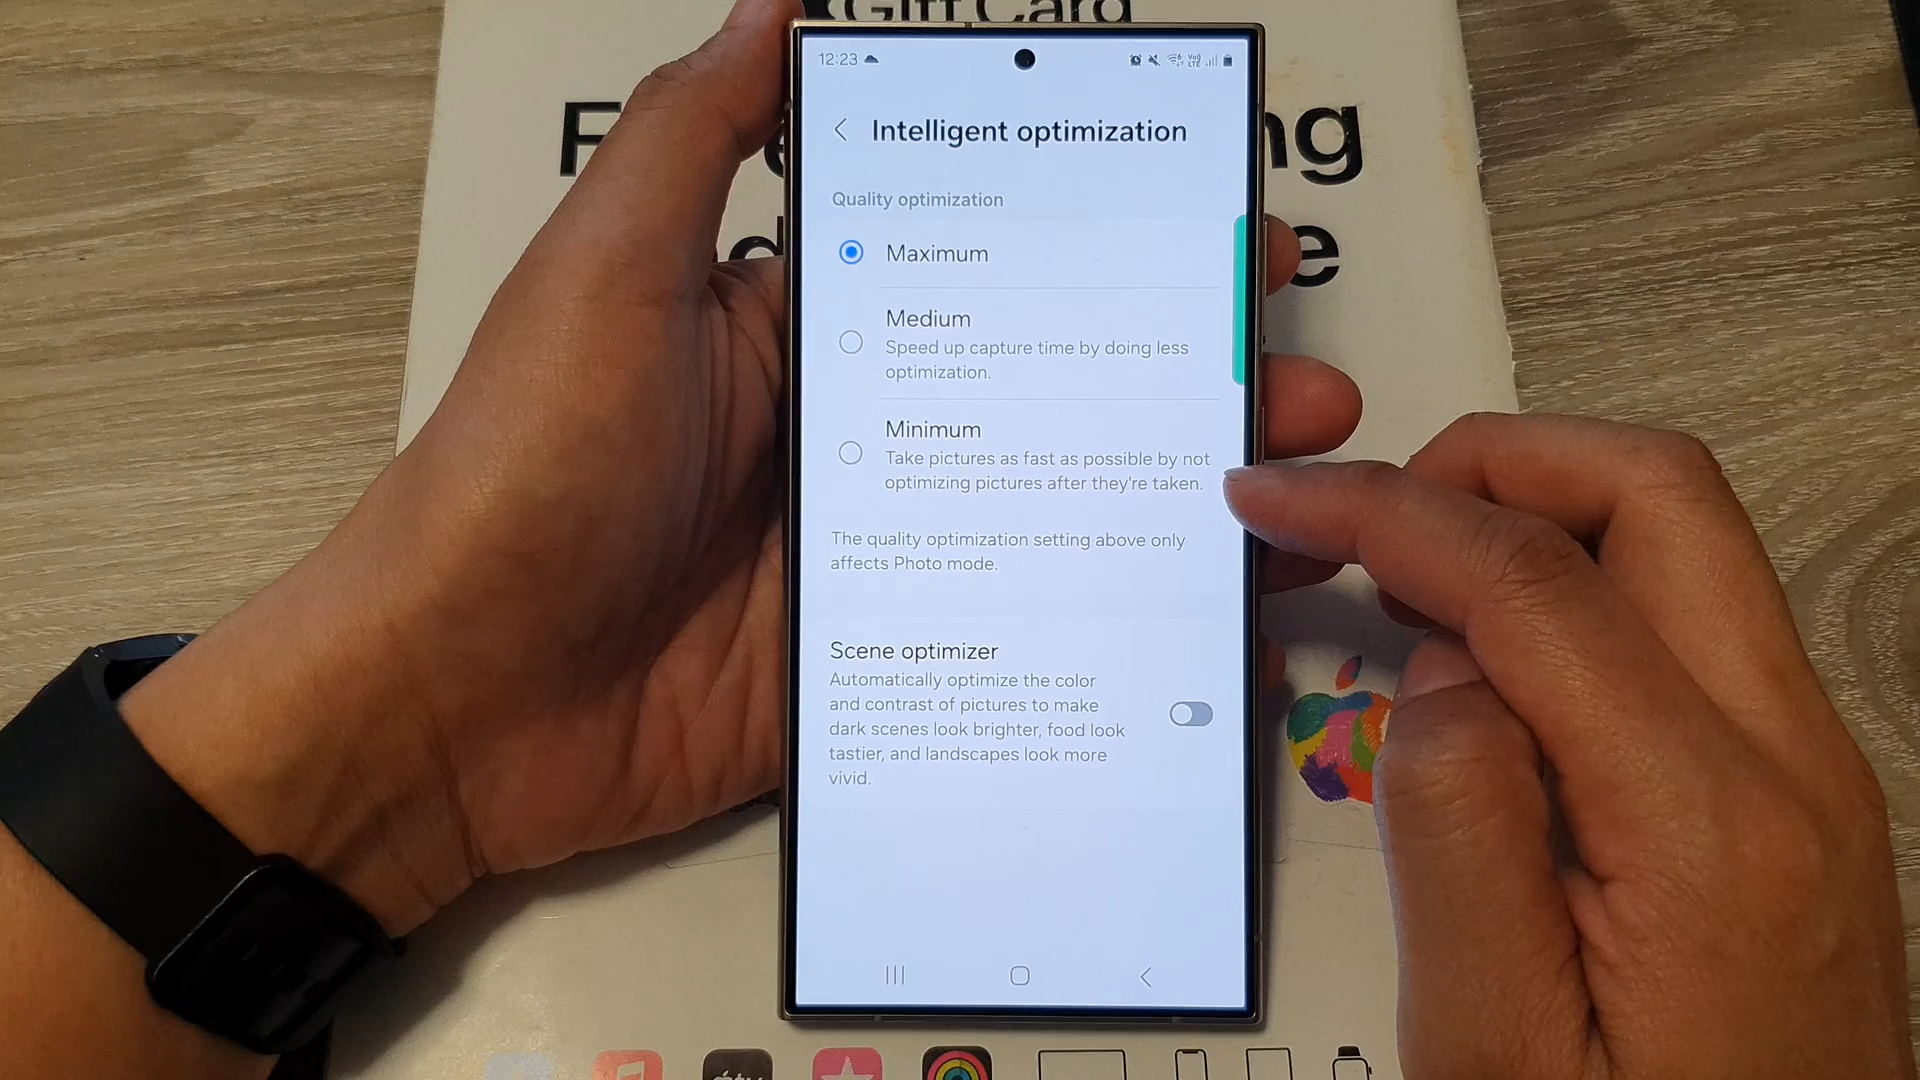 Gift Card
12:23
Intelligent optimization
Quality optimization
Maximum
Medium
Speed up capture time by doing less
optimization.
Minimum
Take pictures as fast as possible by not
optimizing pictures after they're taken.
The quality optimization setting above only
affects Photo mode.
Scene optimizer
Automatically optimize the color
and contrast of pictures to make
dark scenes look brighter, food look
tastier, and landscapes look more
vivid.